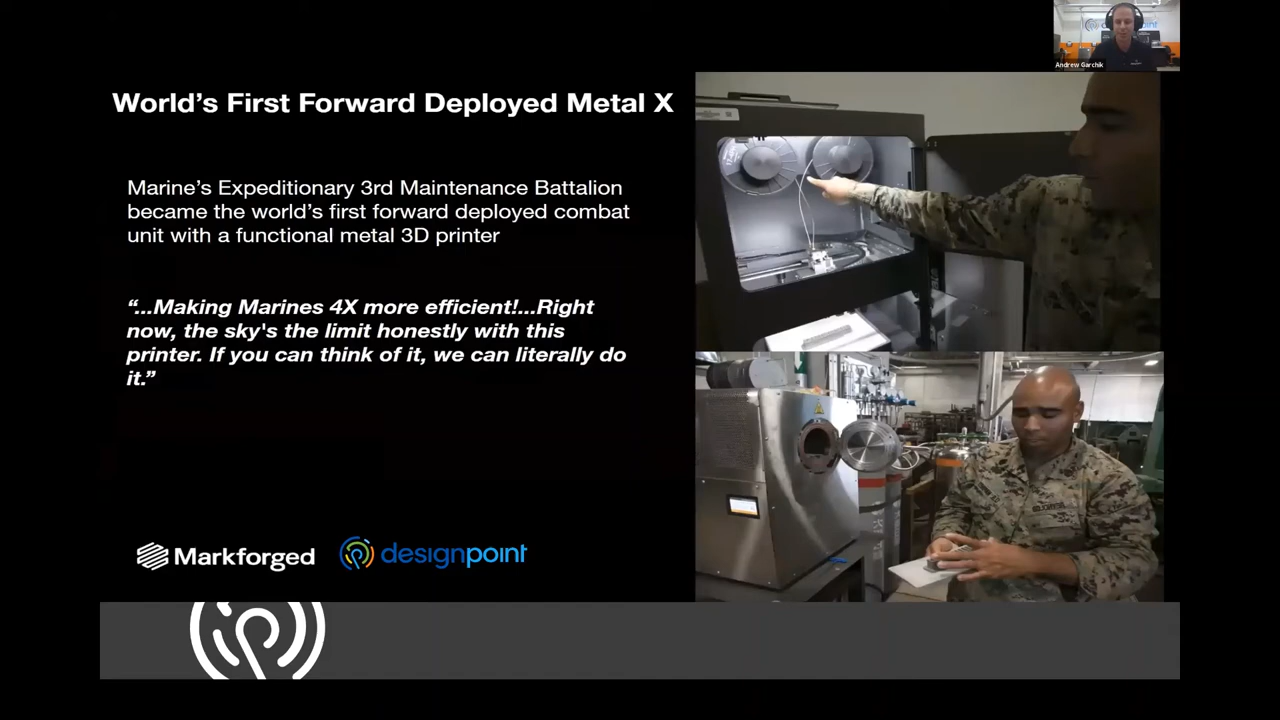 designpoint
Andrew Garchik
World's First Forward Deployed Metal X
Marine's Expeditionary 3rd Maintenance Battalion
became the world's first forward deployed combat
unit with a functional metal 3D printer
“...Making Marines 4X more efficient!...Right
now, the sky's the limit honestly with this
printer. If you can think of it, we can literally do
it.”
Markforged
designpoint